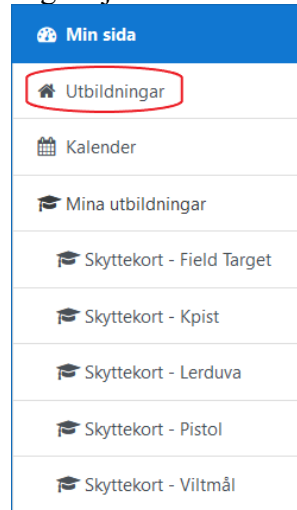 Min sida
Utbildningar
Kalender
Mina utbildningar
Skyttekort - Field Target
Skyttekort - Kpist
Skyttekort - Lerduva
Skyttekort - Pistol
Skyttekort - Viltmål